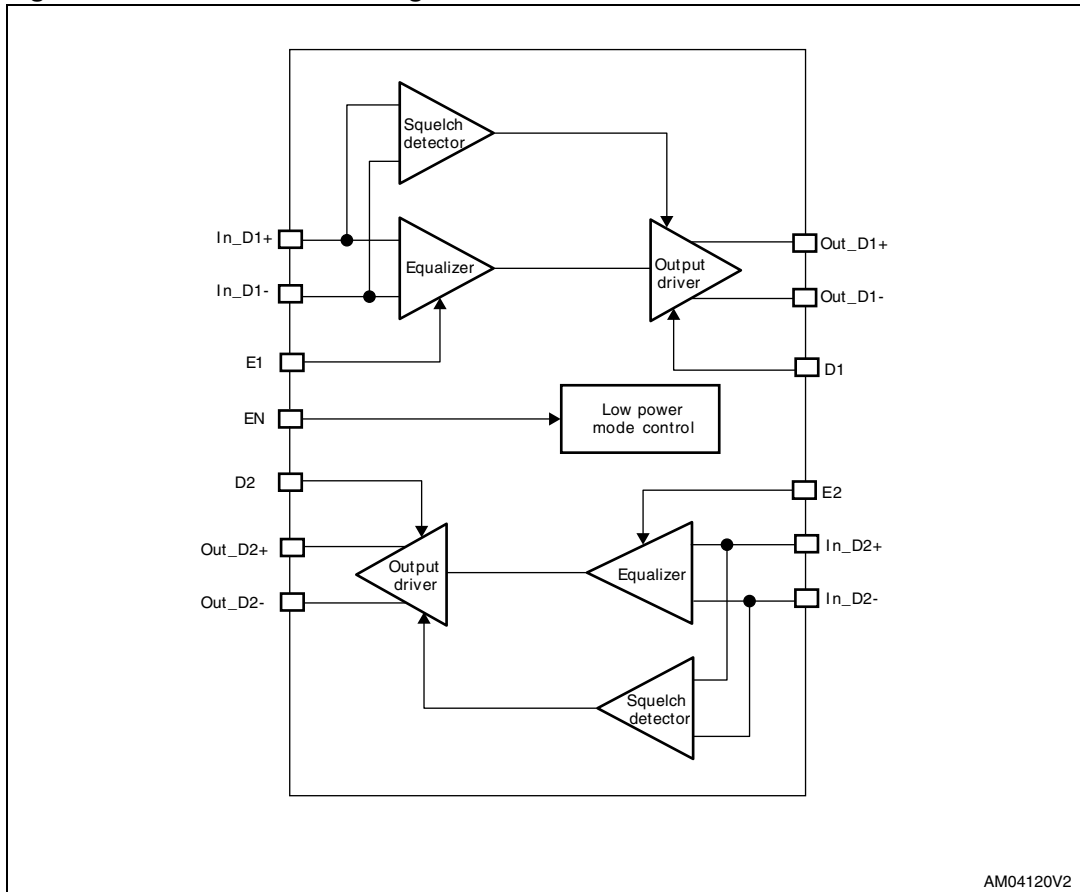 Squelch
detector
In_D1+
Equalizer
Output
driver
Out_D1+
In_D1-
Out_D1-
E1
D1
EN
Low power
mode control
D2
E2
Out_D2+
In_D2+
Output
driver
Equalizer
Out_D2-
In_D2-
Squelch
detector
AM04120V2